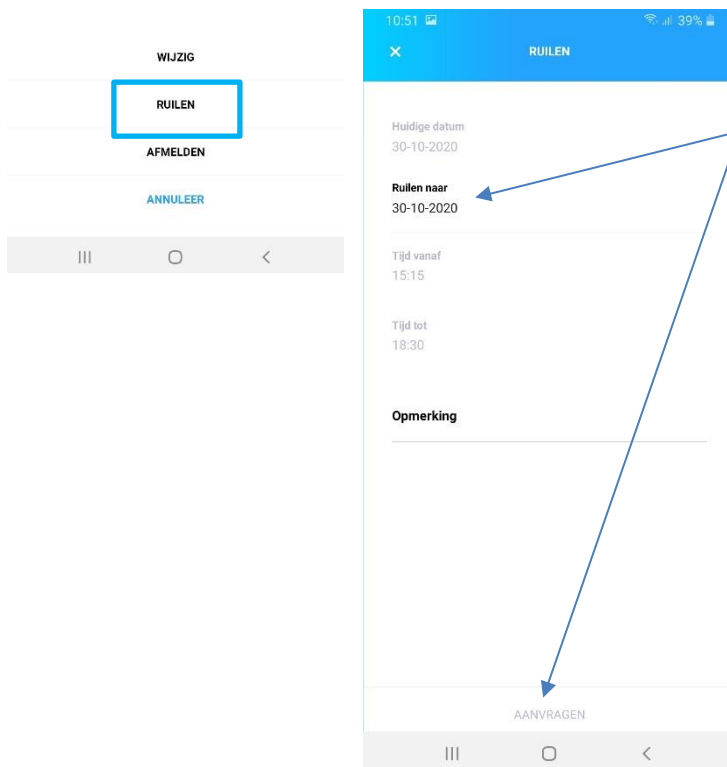 WIJZIG
RUILEN
AFMELDEN
ANNULEER
10:51 39%
RUILEN
Huidige datum
30-10-2020
Ruilen naar
30-10-2020
Tijd vanaf
15:15
Tijd tot
18:30
Opmerking
AANVRAGEN